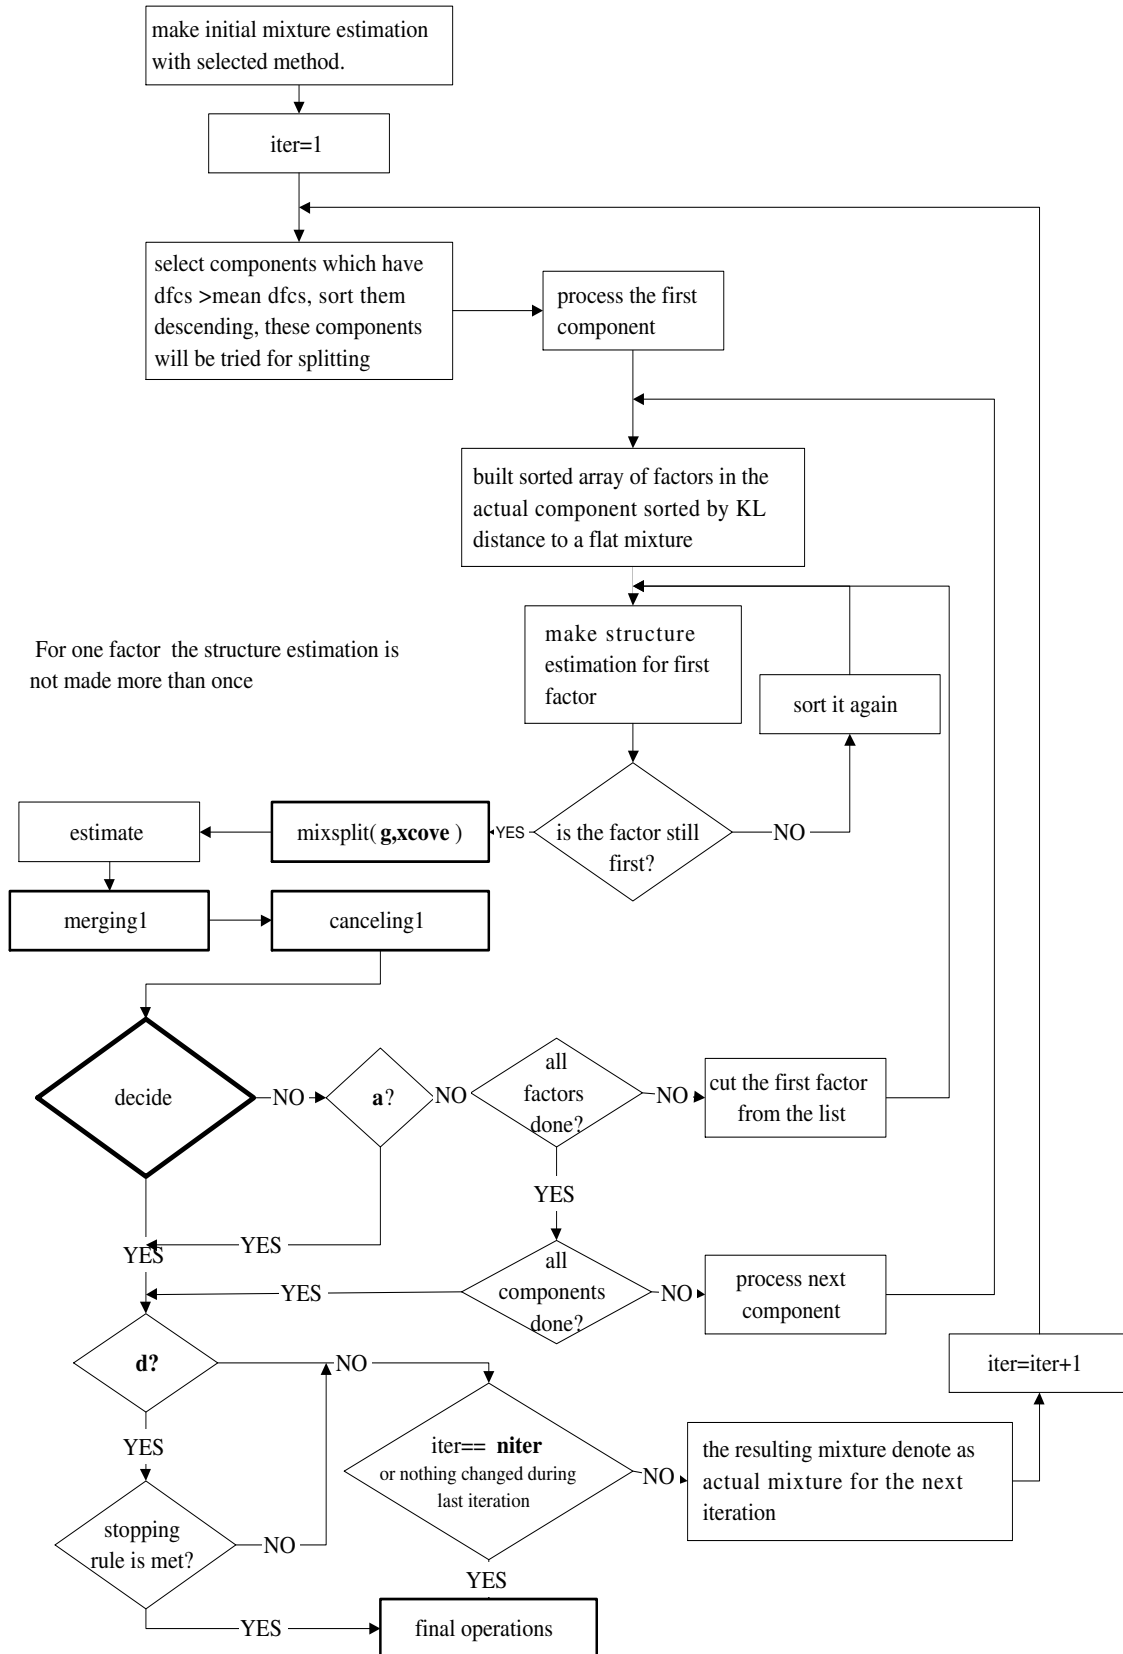 make initial mixture estimation
with selected method.
iter=1
select components which have
dfcs >mean dfcs, sort them
descending, these components
will be tried for splitting
process the first
component
built sorted array of factors in the
actual component sorted by KL
distance to a flat mixture
make structure
estimation for first
factor
sort it again
For one factor the structure estimation is
not made more than once
is the factor still
first?
NO
YES
mixsplit( g,xcove )
estimate
merging1
canceling1
decide
NO
a?
NO
all
factors
done?
NO
cut the first factor
from the list
YES
YES
YES
all
components
done?
NO
process next
component
YES
d?
NO
iter=iter+1
YES
iter== niter
or nothing changed during
last iteration
NO
the resulting mixture denote as
actual mixture for the next
iteration
stopping
rule is met?
NO
YES
YES
final operations